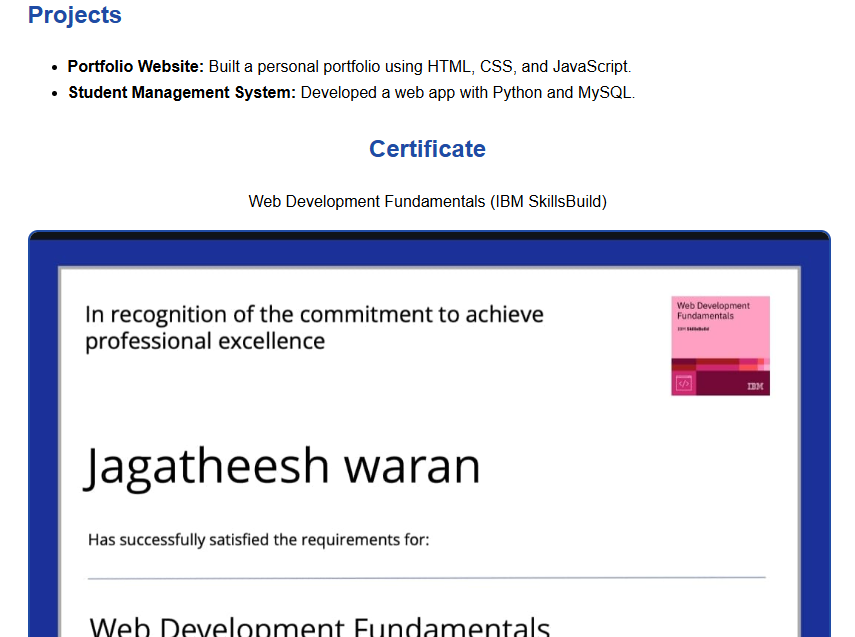 Projects
Portfolio Website: Built a personal portfolio using HTML, CSS, and JavaScript.
Student Management System: Developed a web app with Python and MySQL.
Certificate
Web Development Fundamentals (IBM SkillsBuild)
In recognition of the commitment to achieve
professional excellence
Web Development
Fundamentals
IBM SkillsBuild
IBM
Jagatheesh waran
Has successfully satisfied the requirements for:
Web Development Fundamentals